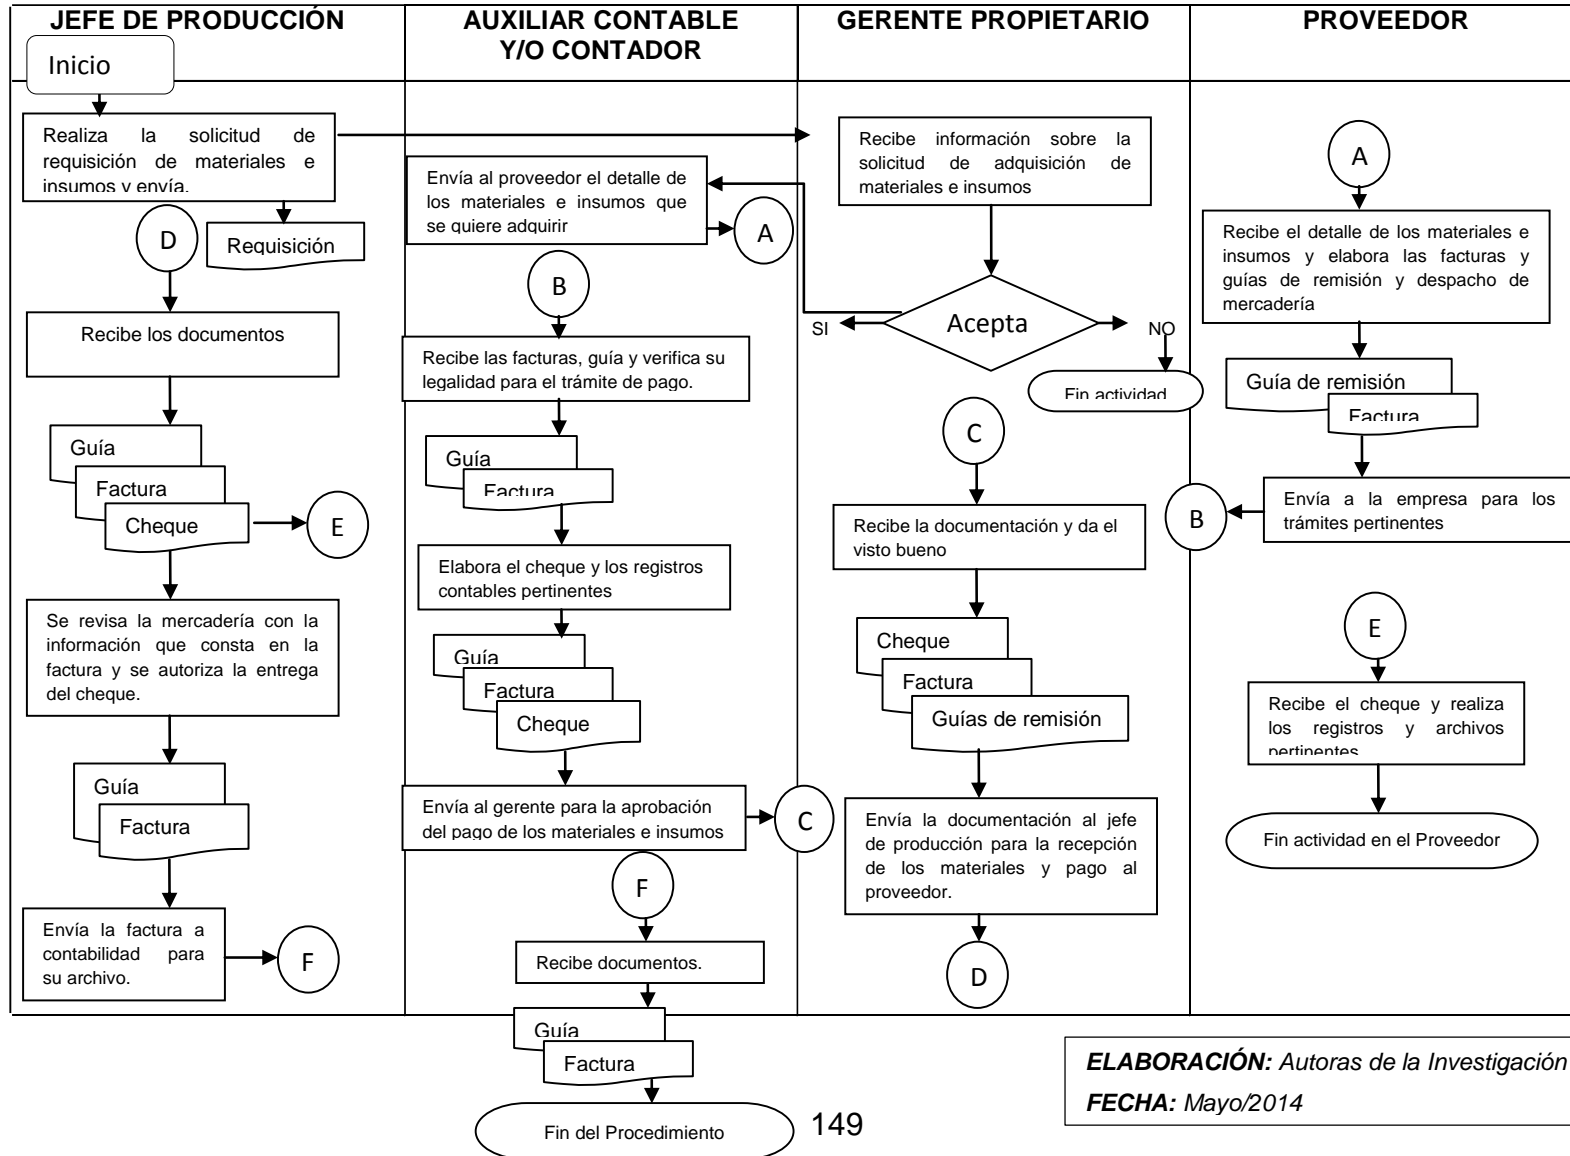 JEFE DE PRODUCCIÓN
Inicio
Realiza la solicitud de
requisición de materiales e
insumos y envía.
Requisición
D
Recibe los documentos
Guía
Factura
Cheque
E
Se revisa la mercadería con la
información que consta en la
factura y se autoriza la entrega
del cheque.
Guía
Factura
Envía la factura a
contabilidad para
su archivo.
F
AUXILIAR CONTABLE
Y/O CONTADOR
Envía al proveedor el detalle de
los materiales e insumos que
se quiere adquirir
A
B
Recibe las facturas, guía y verifica su
legalidad para el trámite de pago.
Guía
Factura
Elabora el cheque y los registros
contables pertinentes
Guía
Factura
Cheque
Envía al gerente para la aprobación
del pago de los materiales e insumos
C
F
Recibe documentos.
Guía
Factura
Fin del Procedimiento
GERENTE PROPIETARIO
Recibe información sobre la
solicitud de adquisición de
materiales e insumos
Acepta
SI
NO
Fin actividad
C
Recibe la documentación y da el
visto bueno
Cheque
Factura
Guías de remisión
Envía la documentación al jefe
de producción para la recepción
de los materiales y pago al
proveedor.
D
PROVEEDOR
A
Recibe el detalle de los materiales e
insumos y elabora las facturas y
guías de remisión y despacho de
mercadería
Guía de remisión
Factura
Envía a la empresa para los
trámites pertinentes
B
E
Recibe el cheque y realiza
los registros y archivos
pertinentes
Fin actividad en el Proveedor
149
ELABORACIÓN: Autoras de la Investigación
FECHA: Mayo/2014